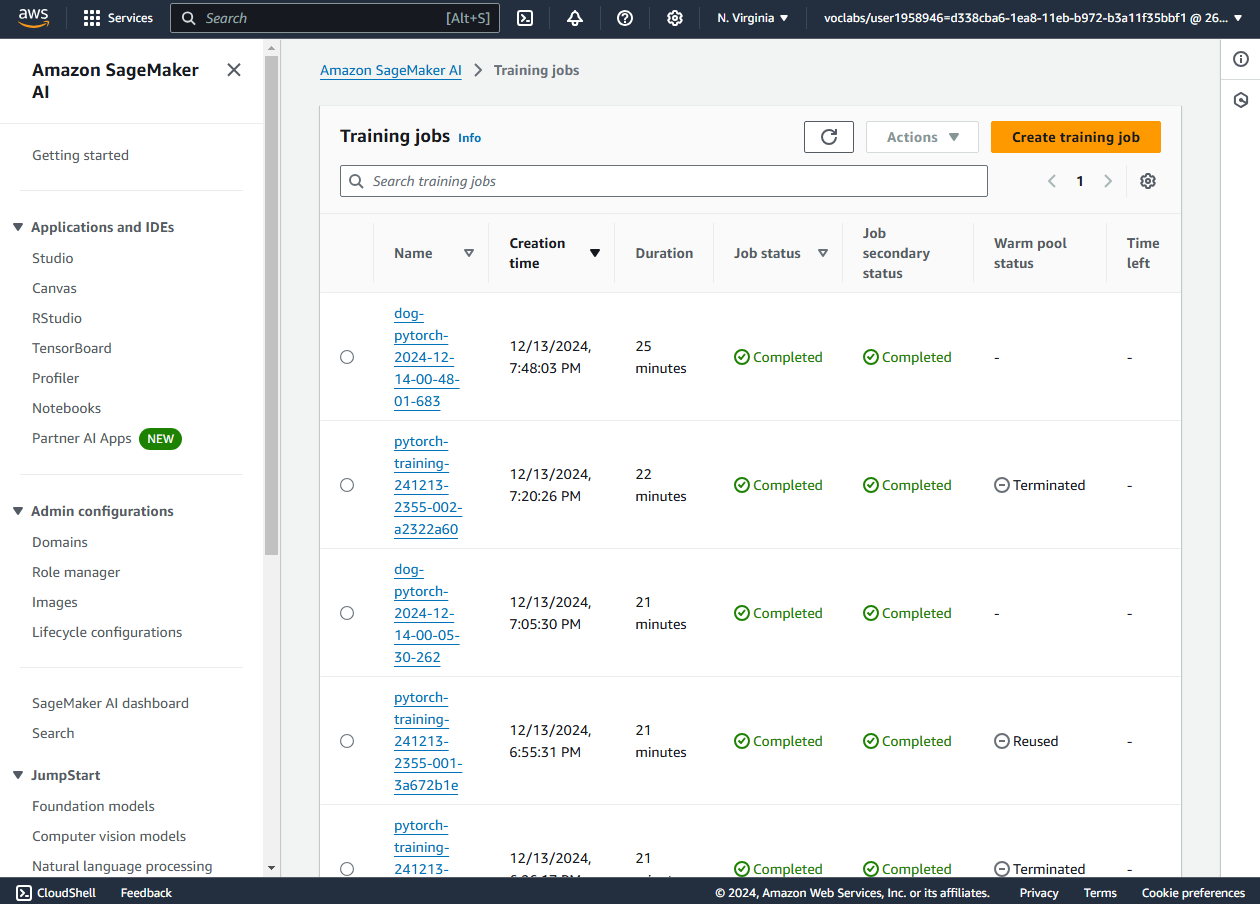 aws
Services
Search
[Alt+S]
N. Virginia
voclabs/user1958946=d338cba6-1ea8-11eb-b972-b3a11f35bbf1 @ 26...
Amazon SageMaker
AI
Getting started
Applications and IDEs
Studio
Canvas
RStudio
TensorBoard
Profiler
Notebooks
Partner AI Apps NEW
Admin configurations
Domains
Role manager
Images
Lifecycle configurations
SageMaker AI dashboard
Search
JumpStart
Foundation models
Computer vision models
Natural language processing
Amazon SageMaker AI
Training jobs
Training jobs Info
Actions
Create training job
Search training jobs
1
Name
Creation
time
Duration
Job status
Job
secondary
status
Warm pool
status
Time
left
dog-
pytorch-
2024-12-
14-00-48-
01-683
12/13/2024,
7:48:03 PM
25
minutes
Completed
Completed
-
-
pytorch-
training-
241213-
2355-002-
a2322a60
12/13/2024,
7:20:26 PM
22
minutes
Completed
Completed
Terminated
-
dog-
pytorch-
2024-12-
14-00-05-
30-262
12/13/2024,
7:05:30 PM
21
minutes
Completed
Completed
-
-
pytorch-
training-
241213-
2355-001-
3a672b1e
12/13/2024,
6:55:31 PM
21
minutes
Completed
Completed
Reused
-
pytorch-
training-
241213-
12/13/2024,
21
Completed
Completed
Terminated
-
CloudShell
Feedback
© 2024, Amazon Web Services, Inc. or its affiliates.
Privacy
Terms
Cookie preferences